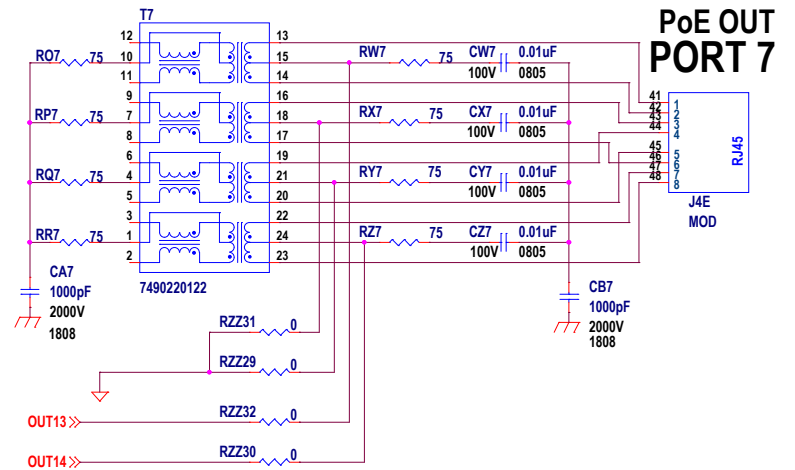 T7
PoE OUT
PORT 7
12
10
11
9
7
8
6
4
5
3
1
2
13
15
14
16
18
17
19
21
20
22
24
23
RO7 75
RP7 75
RQ7 75
RR7 75
RW7 75
CW7 0.01uF
100V 0805
RX7 75
CX7 0.01uF
100V 0805
RY7 75
CY7 0.01uF
100V 0805
RZ7 75
CZ7 0.01uF
100V 0805
41
42
43
44
45
46
47
48
1
2
3
4
5
6
7
8
RJ45
J4E
MOD
CA7
1000pF
2000V
1808
7490220122
CB7
1000pF
2000V
1808
RZZ31 0
RZZ29 0
RZZ32 0
OUT13
RZZ30 0
OUT14